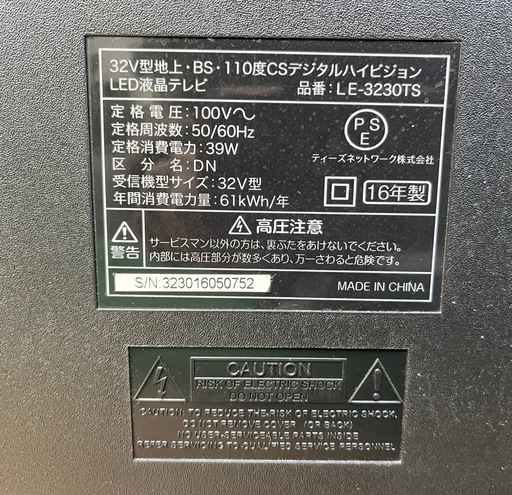 32V型地上・BS・110度CSデジタルハイビジョン
LED液晶テレビ 品番：LE-3230TS
定格電圧：100V～
定格周波数：50/60Hz
定格消費電力：39W
区分名：DN
受信機型サイズ：32V型
年間消費電力量：61kWh/年
PSE
ティーズネットワーク株式会社
16年製
高圧注意
警告
サービスマン以外の方は、裏ぶたをあけないでください。
内部には高圧部分が数多くあり、万一さわると危険です。
S/N:323016050752
MADE IN CHINA
CAUTION
RISK OF ELECTRIC SHOCK
DO NOT OPEN
CAUTION: TO REDUCE THE RISK OF ELECTRIC SHOCK,
DO NOT REMOVE COVER (OR BACK)
NO USER-SERVICEABLE PARTS INSIDE
REFER SERVICING TO QUALIFIED SERVICE PERSONNEL